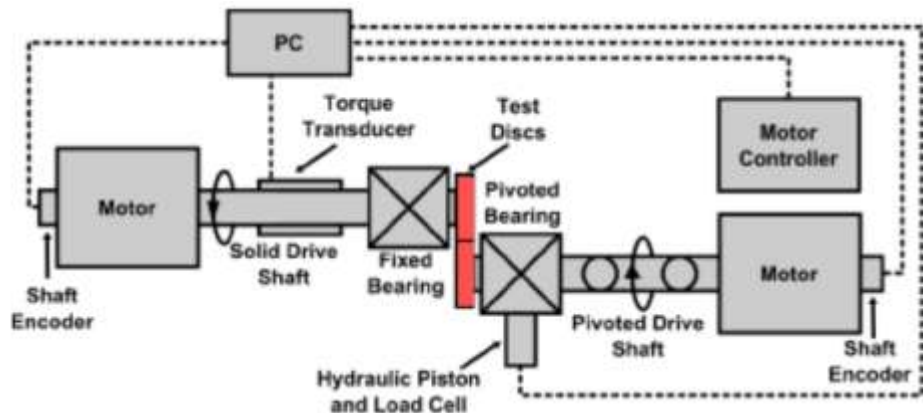 PC
Torque
Transducer
Test
Discs
Motor
Controller
Motor
Pivoted
Bearing
Solid Drive
Shaft
Fixed
Bearing
Motor
Shaft
Encoder
Pivoted Drive
Shaft
Shaft
Encoder
Hydraulic Piston
and Load Cell